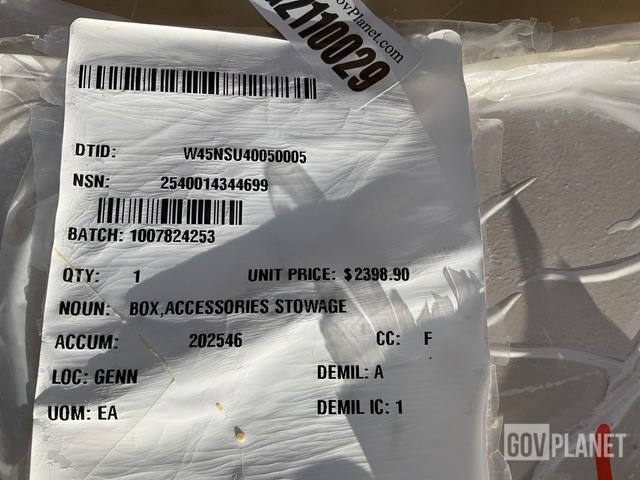 GovPlanet.com
2110029
DTID: W45NSU40050005
NSN: 2540014344699
BATCH: 1007824253
QTY: 1 UNIT PRICE: $2398.90
NOUN: BOX,ACCESSORIES STOWAGE
ACCUM: 202546 CC: F
LOC: GENN DEMIL: A
UOM: EA DEMIL IC: 1
GOVPLANET